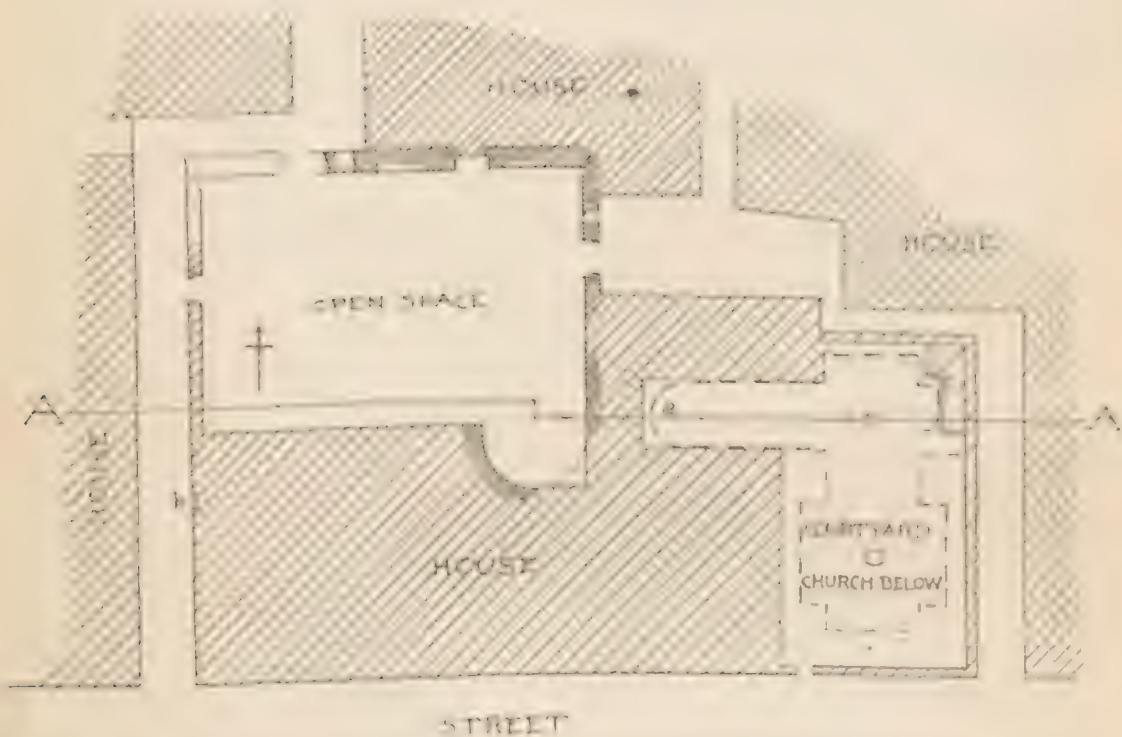 HOUSE
HOUSE
OPEN SPACE
A
A
HOUSE
HOUSE
COURTYARD
CHURCH BELOW
STREET